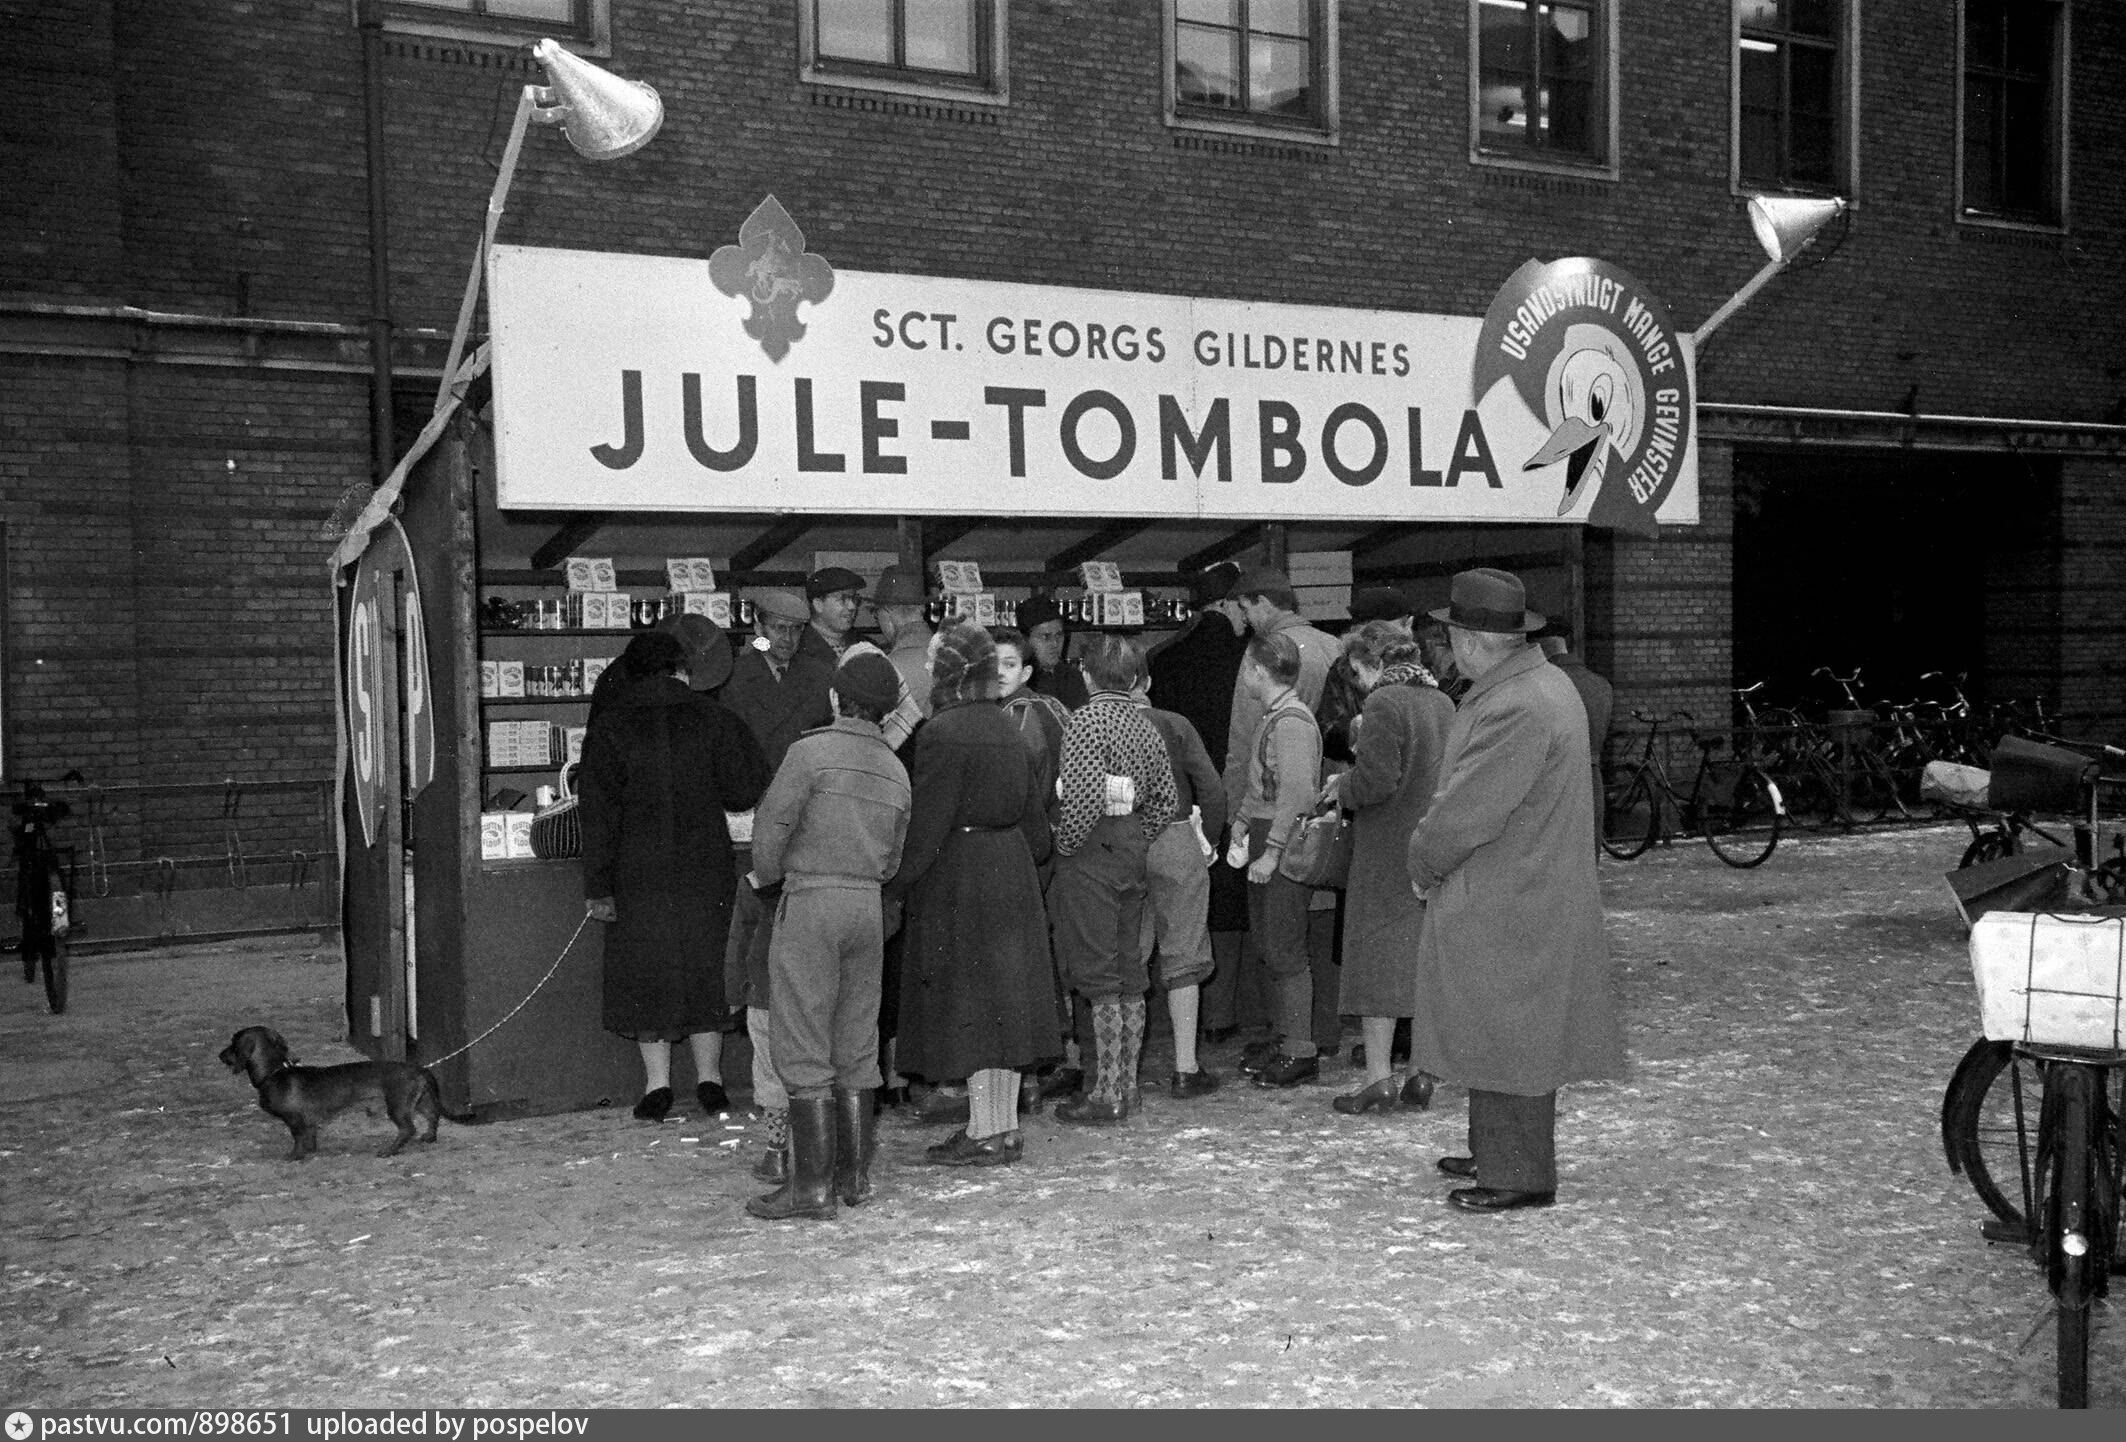 SCT. GEORGS GILDERNES
JULE-TOMBOLA
USANDSYNLIGT MANGE GEVINSTER
pastvu.com/898651 uploaded by pospelov